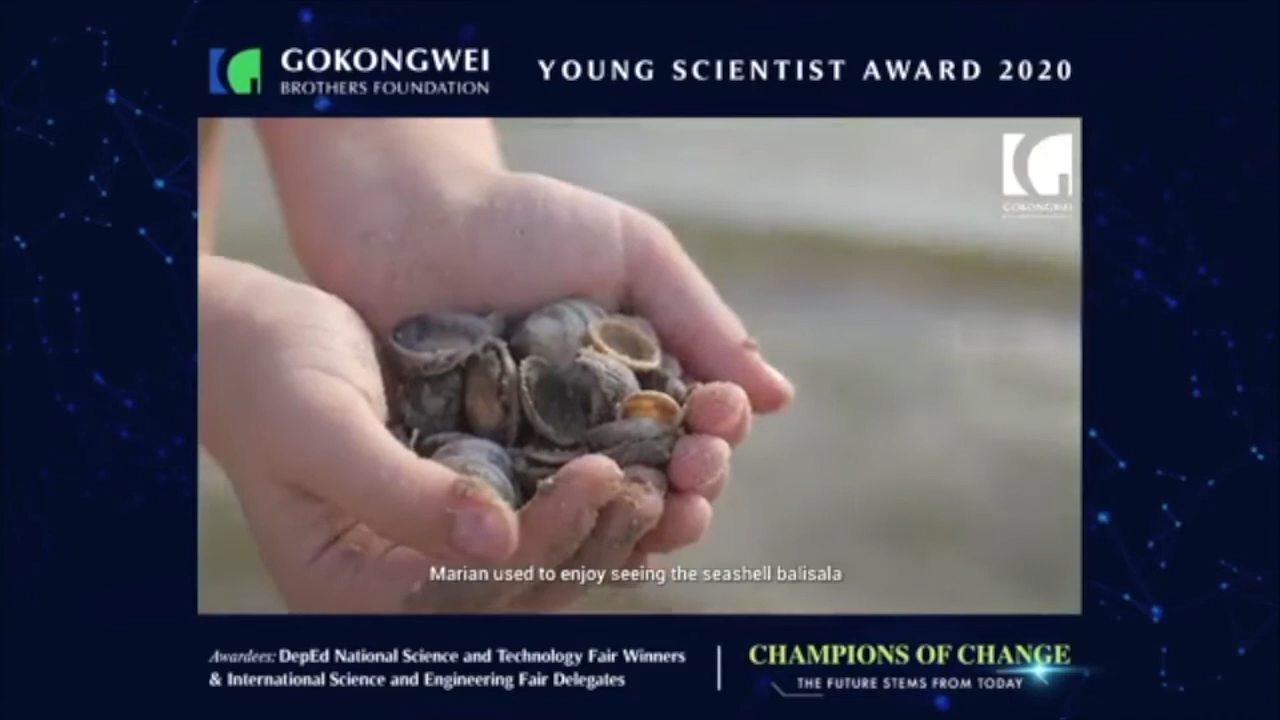 GOKONGWEI
BROTHERS FOUNDATION
YOUNG SCIENTIST AWARD 2020
GOKONGWEI
Marian used to enjoy seeing the seashell balisala
Awardees: DepEd National Science and Technology Fair Winners
& International Science and Engineering Fair Delegates
CHAMPIONS OF CHANGE
THE FUTURE STEMS FROM TODAY